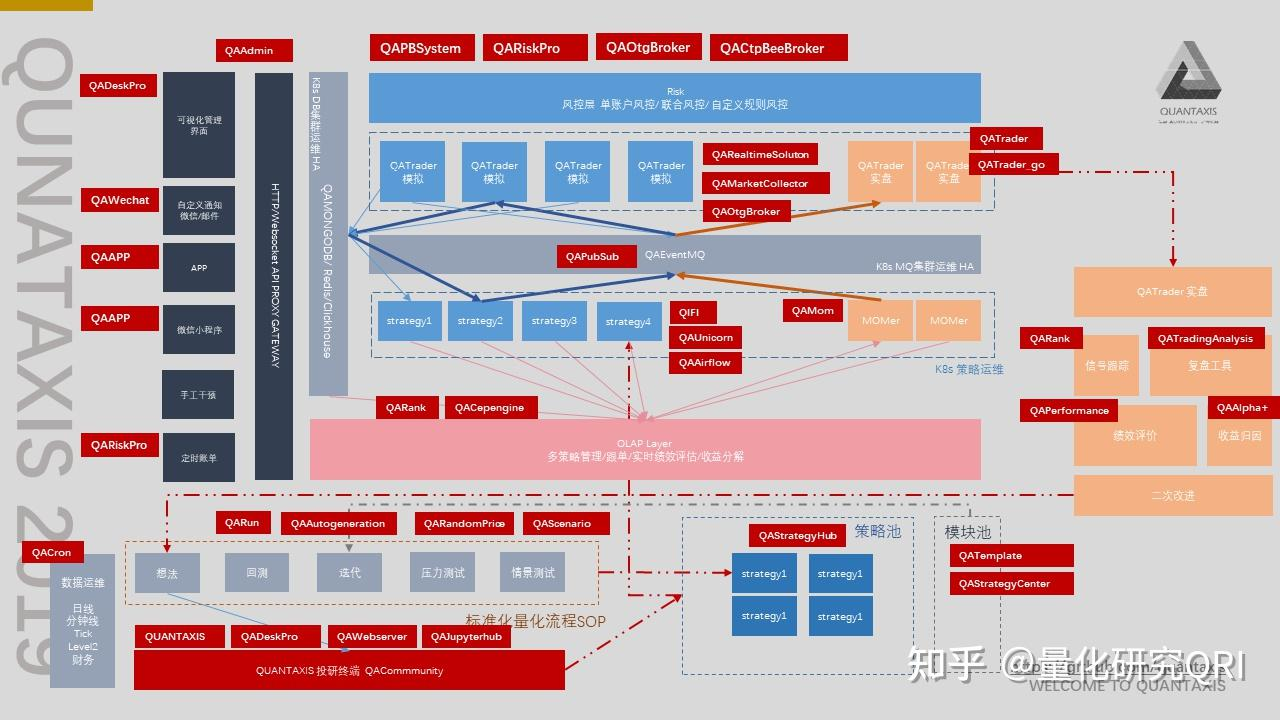 QUNATAXIS 2019
QAAdmin
QAPBSystem
QARiskPro
QAOtgBroker
QACtpBeeBroker
QUANTAXIS
QADeskPro
可视化管理
界面
QAWechat
自定义通知
微信/邮件
QAAPP
APP
QAAPP
微信小程序
手工干预
QARiskPro
定时账单
HTTP/Websocket API PROXY GATEWAY
K8s DB集群运维 HA
QAMONGODB/ Redis/Clickhouse
Risk
风控层 单账户风控/ 联合风控/ 自定义规则风控
QATrader
模拟
QATrader
模拟
QATrader
模拟
QATrader
模拟
QARealtimeSoluton
QAMarketCollector
QAOtgBroker
QATrader
实盘
QATrader
实盘
QATrader
QATrader_go
QAPubSub
QAEventMQ
K8s MQ集群运维 HA
strategy1
strategy2
strategy3
strategy4
QIFI
QAUnicorn
QAAirflow
QAMom
MOMer
MOMer
K8s 策略运维
QARank
QACepengine
OLAP Layer
多策略管理/跟单/实时绩效评估/收益分解
QATrader 实盘
QARank
信号跟踪
QATradingAnalysis
复盘工具
QAPerformance
绩效评价
QAAlpha+
收益归因
二次改进
QARun
QAAutogeneration
QARandomPrice
QAScenario
想法
回测
迭代
压力测试
情景测试
标准化量化流程SOP
QACron
数据运维
日线
分钟线
Tick
Level2
财务
QUANTAXIS
QADeskPro
QAWebserver
QAJupyterhub
QUANTAXIS 投研终端 QACommmunity
QAStrategyHub
策略池
strategy1
strategy1
strategy1
strategy1
模块池
QATemplate
QAStrategyCenter
知乎 @量化研究QRI
WELCOME TO QUANTAXIS